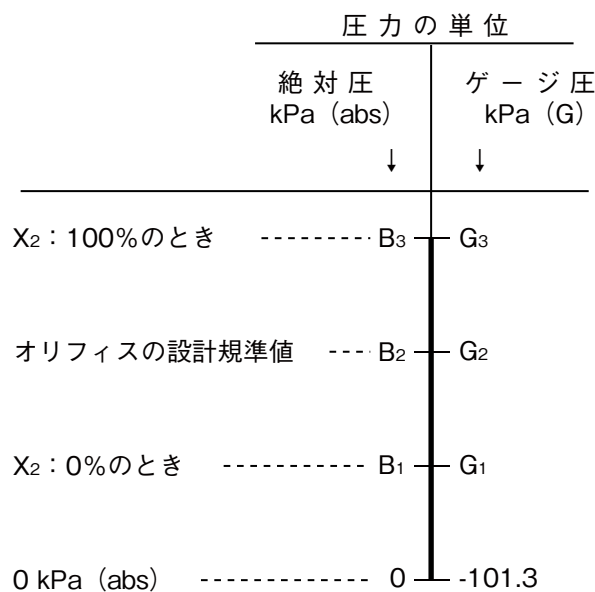 圧力の単位
絶対圧 ゲージ圧
kPa（abs） kPa（G）
↓ ↓
X₂：100%のとき ------------ B₃ G₃
オリフィスの設計規準値 ---- B₂ G₂
X₂：0%のとき --------------- B₁ G₁
0 kPa（abs） ----------------- 0 -101.3